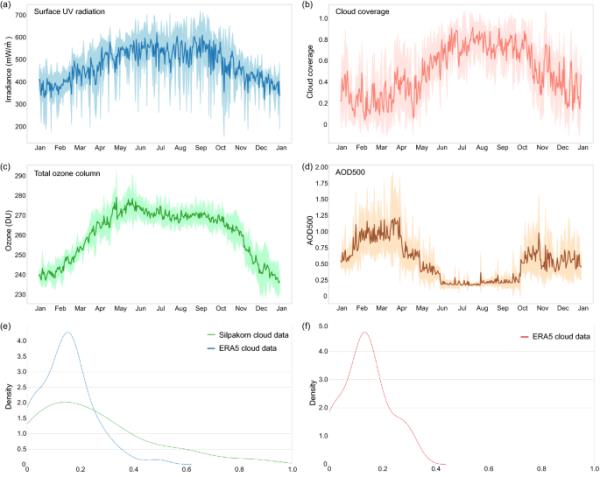 (a) Surface UV radiation
Irradiance (mW/m²)
700
600
500
400
300
200
Jan Feb Mar Apr May Jun Jul Aug Sep Oct Nov Dec Jan
(b) Cloud coverage
Cloud coverage
1.0
0.8
0.6
0.4
0.2
0
Jan Feb Mar Apr May Jun Jul Aug Sep Oct Nov Dec Jan
(c) Total ozone column
Ozone (DU)
290
280
270
260
250
240
230
Jan Feb Mar Apr May Jun Jul Aug Sep Oct Nov Dec Jan
(d) AOD500
AOD500
2.00
1.75
1.50
1.25
1.00
0.75
0.50
0.25
0
Jan Feb Mar Apr May Jun Jul Aug Sep Oct Nov Dec Jan
(e)
Silpakorn cloud data
ERA5 cloud data
Density
4.0
3.5
3.0
2.5
2.0
1.5
1.0
0.5
0
0 0.2 0.4 0.6 0.8 1.0
(f)
ERA5 cloud data
Density
5.0
4.0
3.0
2.0
1.0
0.0
0 0.2 0.4 0.6 0.8 1.0